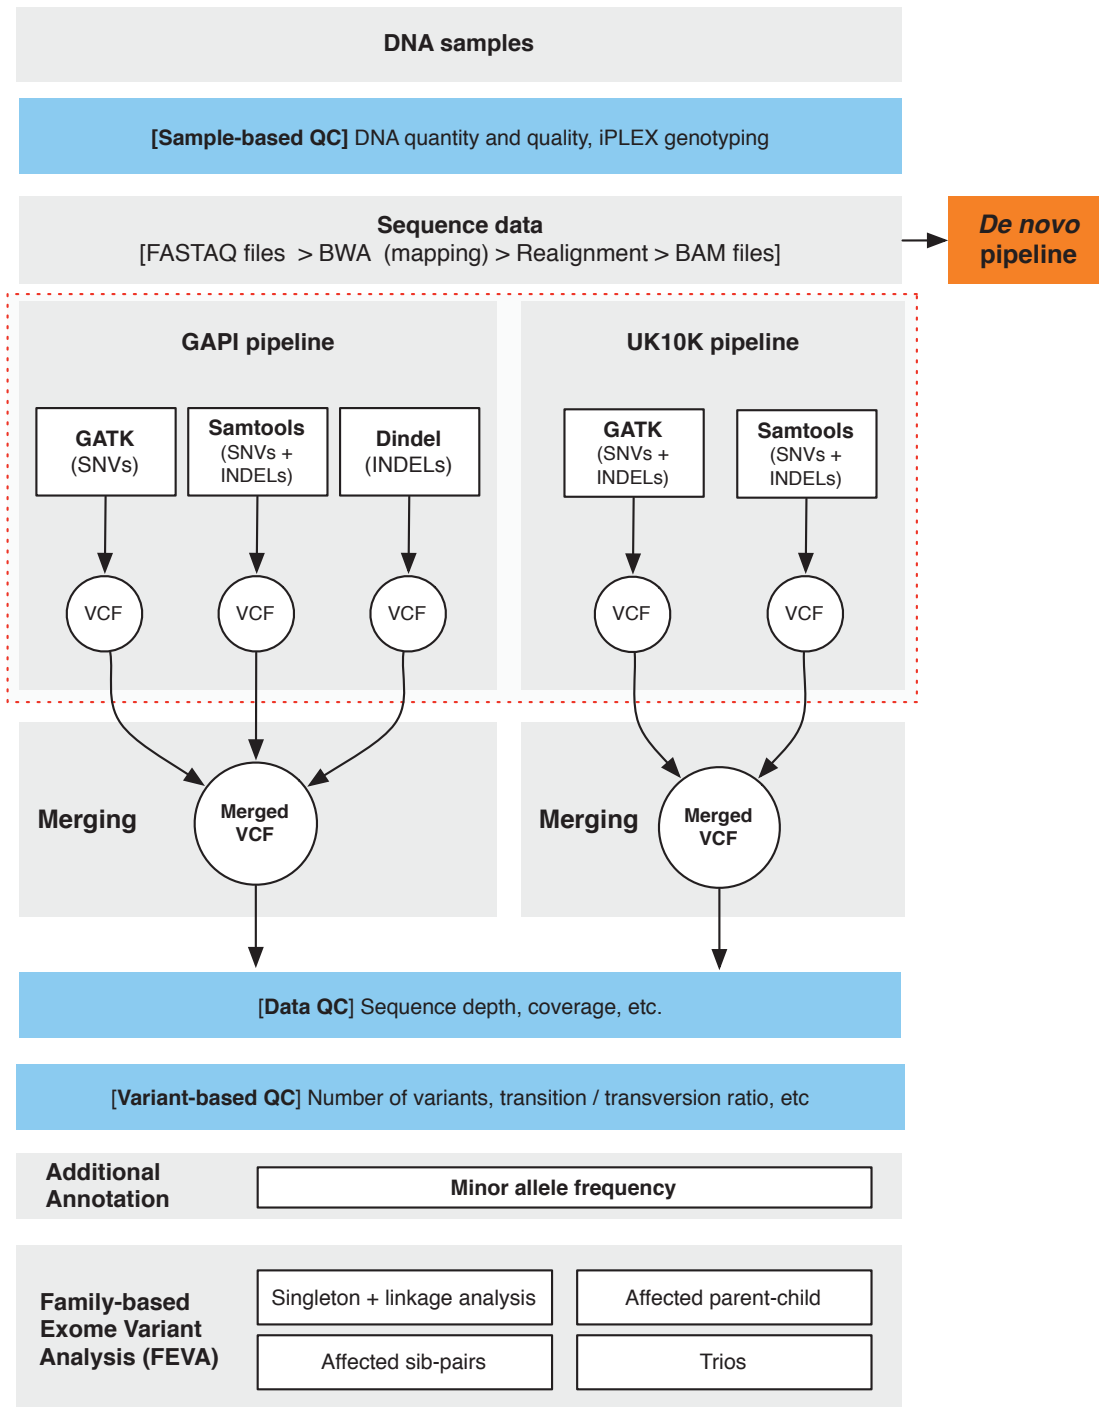 DNA samples
[Sample-based QC] DNA quantity and quality, iPLEX genotyping
Sequence data
[FASTAQ files > BWA (mapping) > Realignment > BAM files]
De novo
pipeline
GAPI pipeline
GATK
(SNVs)
Samtools
(SNVs +
INDELs)
Dindel
(INDELs)
VCF
VCF
VCF
UK10K pipeline
GATK
(SNVs +
INDELs)
Samtools
(SNVs +
INDELs)
VCF
VCF
Merging
Merged
VCF
Merging
Merged
VCF
[Data QC] Sequence depth, coverage, etc.
[Variant-based QC] Number of variants, transition / transversion ratio, etc
Additional
Annotation
Minor allele frequency
Family-based
Exome Variant
Analysis (FEVA)
Singleton + linkage analysis
Affected parent-child
Affected sib-pairs
Trios